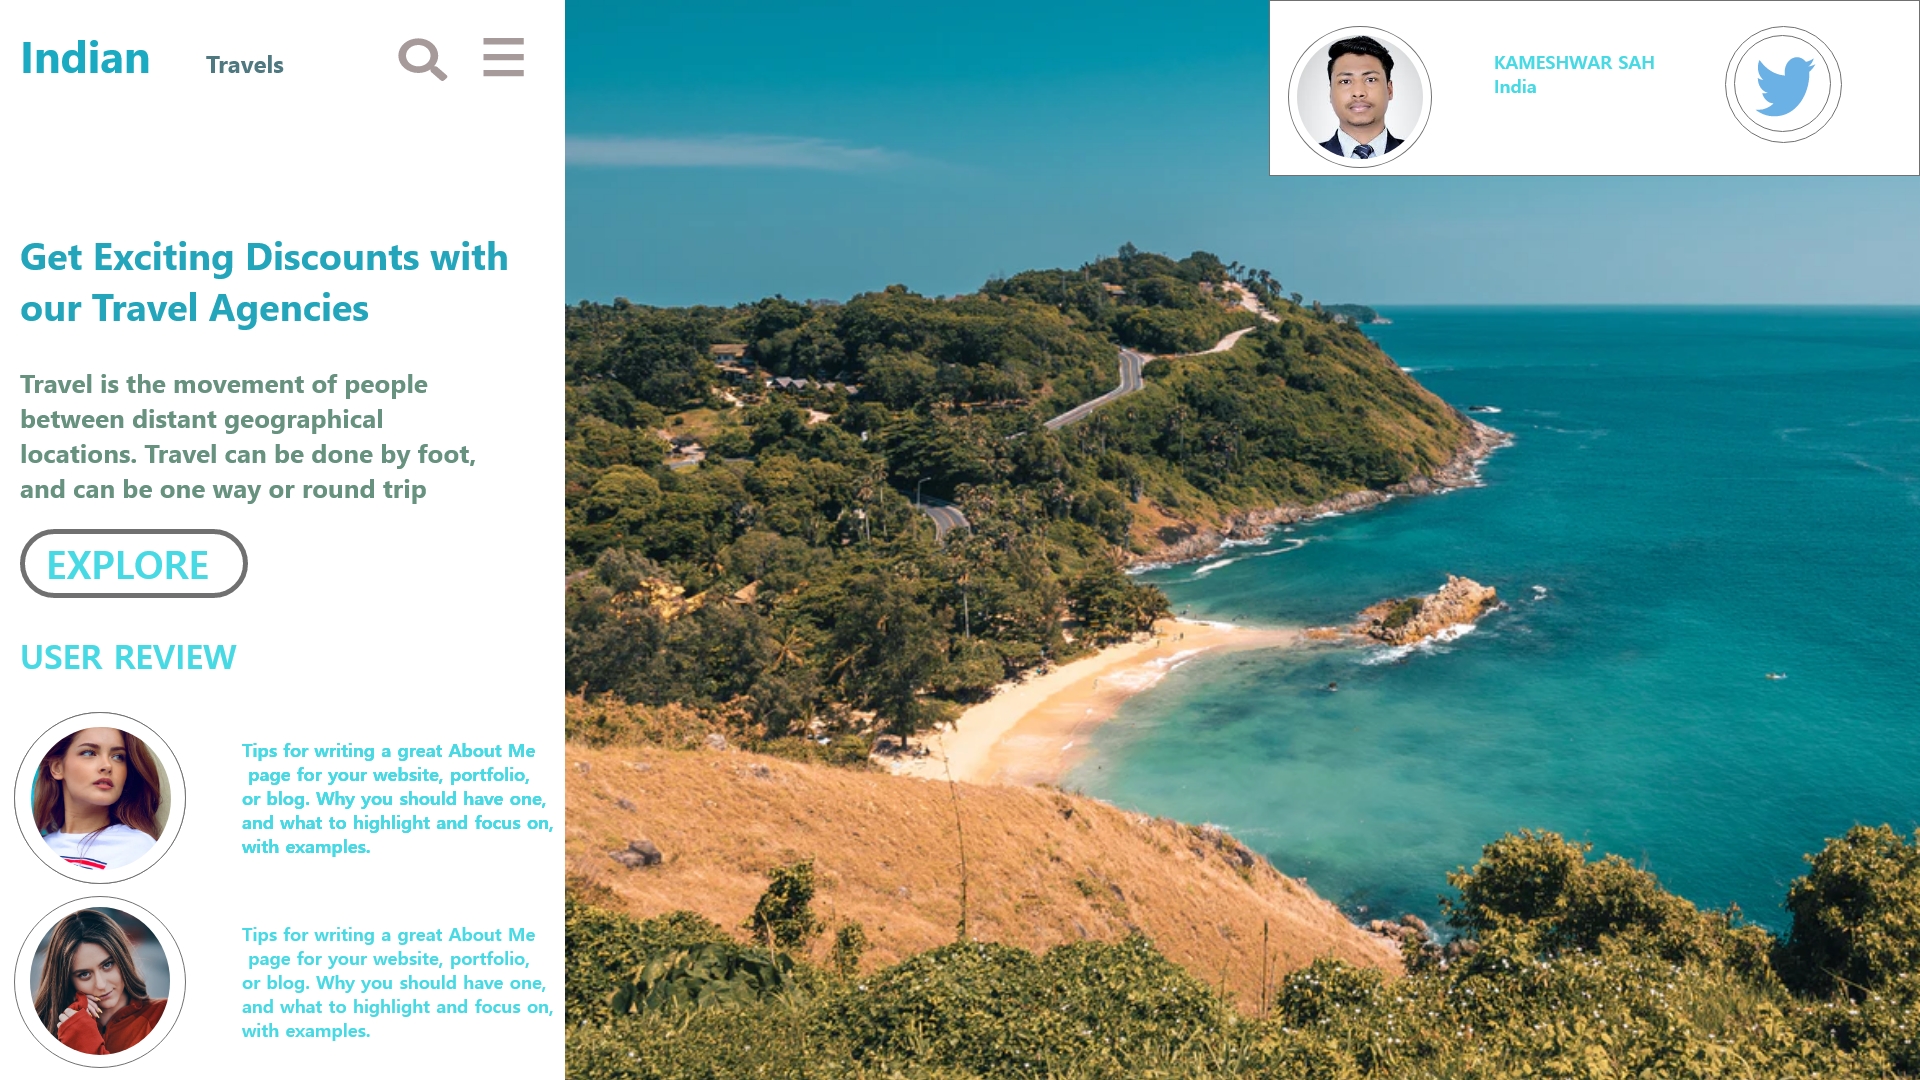 Indian
Travels
KAMESHWAR SAH
India
Get Exciting Discounts with
our Travel Agencies
Travel is the movement of people
between distant geographical
locations. Travel can be done by foot,
and can be one way or round trip
EXPLORE
USER REVIEW
Tips for writing a great About Me
page for your website, portfolio,
or blog. Why you should have one,
and what to highlight and focus on,
with examples.
Tips for writing a great About Me
page for your website, portfolio,
or blog. Why you should have one,
and what to highlight and focus on,
with examples.